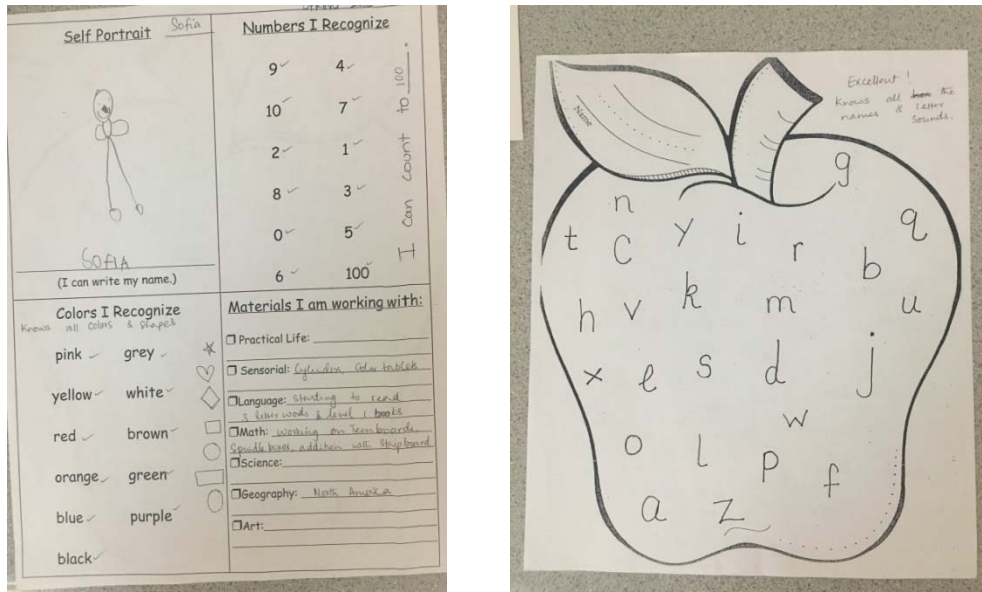 Self Portrait Sofia
SOFIA
(I can write my name.)
Numbers I Recognize
9 4
10 7
2 1
8 3
0 5
6 100
I can count to 100.
Colors I Recognize
Knows all colors & shapes
pink grey
yellow white
red brown
orange green
blue purple
black
Materials I am working with:
Practical Life:
Sensorial: Cylinders, Color tablets
Language: starting to read
3 letter words & level 1 books
Math: working on Teen boards,
Spindle boxes, addition with stripboard
Science:
Geography: North America
Art:
Name
Excellent!
Knows all the
names & letter
sounds.
g
n q
t c y i r b
h v k m u
x e s d j
w
o l p f
a z